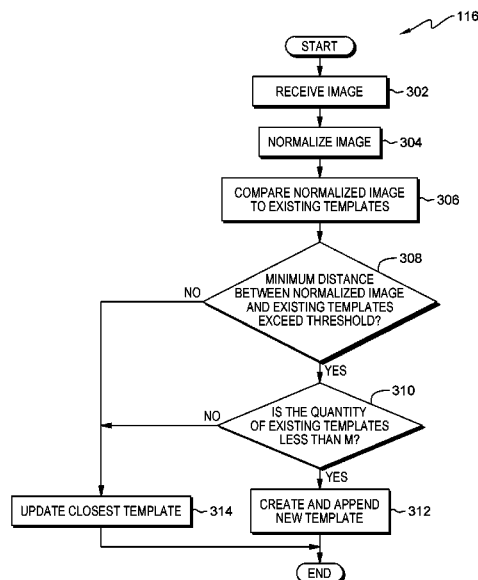 116
START
RECEIVE IMAGE
302
NORMALIZE IMAGE
304
COMPARE NORMALIZED IMAGE
TO EXISTING TEMPLATES
306
308
MINIMUM DISTANCE
BETWEEN NORMALIZED IMAGE
AND EXISTING TEMPLATES
EXCEED THRESHOLD?
NO
YES
310
IS THE QUANTITY
OF EXISTING TEMPLATES
LESS THAN M?
NO
YES
UPDATE CLOSEST TEMPLATE
314
CREATE AND APPEND
NEW TEMPLATE
312
END